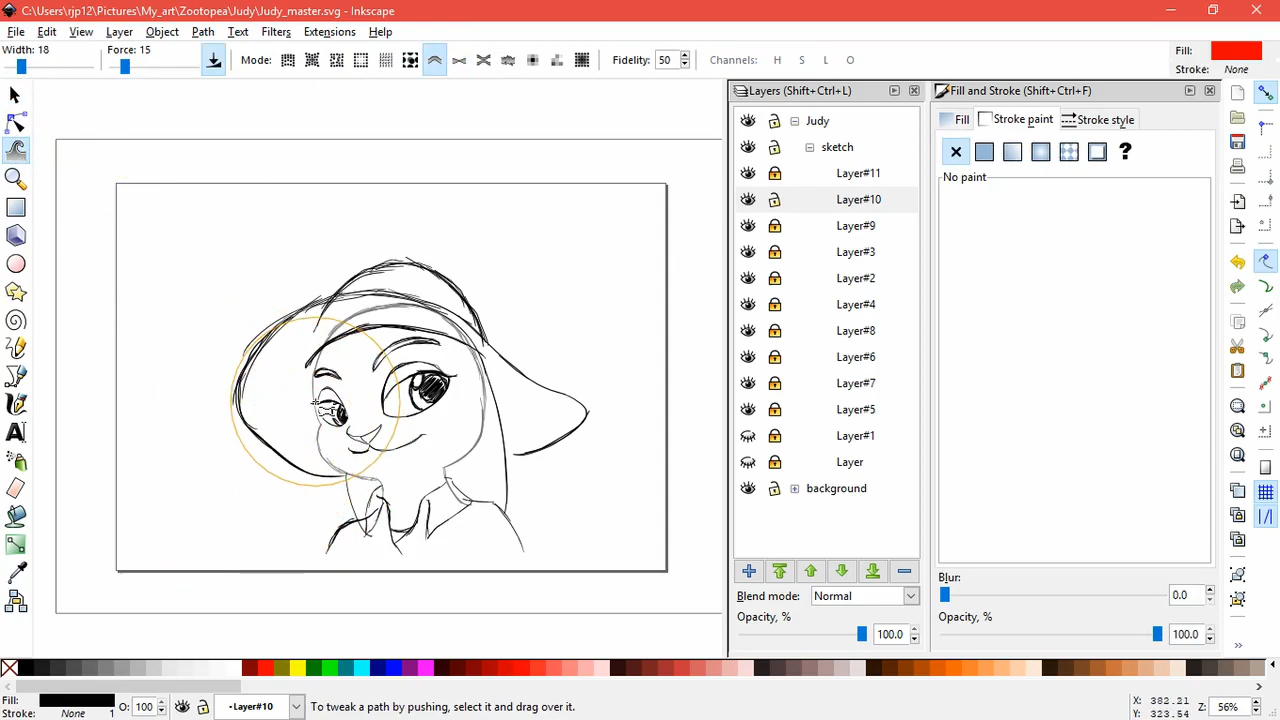 C:\Users\rjp12\Pictures\My_art\Zootopea\Judy\Judy_master.svg - Inkscape
File Edit View Layer Object Path Text Filters Extensions Help
Width: 18 Force: 15 Mode: Fidelity: 50 Channels: H S L O Fill:
Stroke: None
Layers (Shift+Ctrl+L) Fill and Stroke (Shift+Ctrl+F)
Judy Fill Stroke paint Stroke style
sketch
Layer#11
No paint
Layer#10
Layer#9
Layer#3
Layer#2
Layer#4
Layer#8
Layer#6
Layer#7
Layer#5
Layer#1
Layer
background
Blur:
Blend mode: Normal 0.0
Opacity, % Opacity, %
100.0 100.0
Fill: O: 100 -Layer#10 To tweak a path by pushing, select it and drag over it. X: 382.21 Z: 56%
Stroke: None 1 Y: 323.54